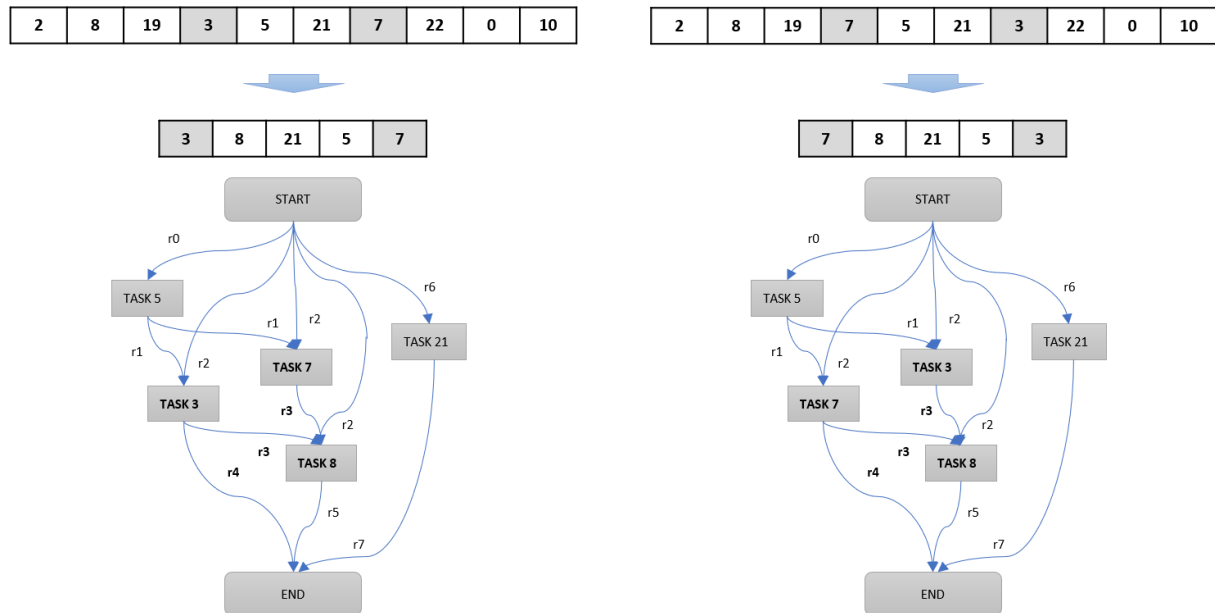 2 8 19 3 5 21 7 22 0 10
3 8 21 5 7
START
r0
r6
TASK 5
r1 r2
TASK 21
r1
r2
TASK 7
TASK 3
r3
r2
r3
TASK 8
r4
r5
r7
END
2 8 19 7 5 21 3 22 0 10
7 8 21 5 3
START
r0
r6
TASK 5
r1 r2
TASK 21
r1
r2
TASK 3
TASK 7
r3
r2
r3
TASK 8
r4
r5
r7
END